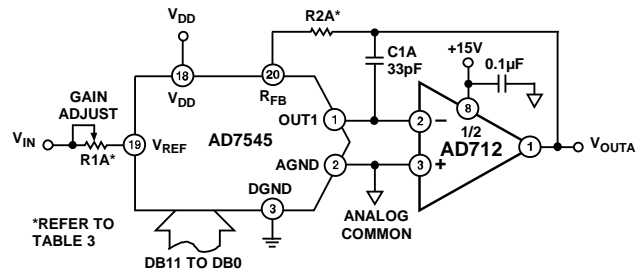 R2A*
VDD
C1A
33pF
+15V
0.1µF
18
20
8
GAIN
ADJUST
VDD
RFB
OUT1
1
2
–
1/2
VIN
19
VREF
AD7545
AD712
1
VOUTA
R1A*
AGND
2
3
+
DGND
3
ANALOG
COMMON
*REFER TO
TABLE 3
DB11 TO DB0